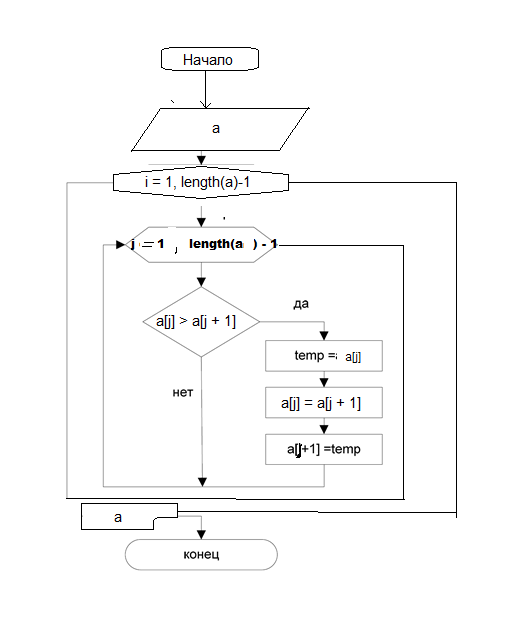 Начало
a
i = 1, length(a)-1
j = 1 , length(a ) - 1
a[j] > a[j + 1]
да
temp = a[j]
нет
a[j] = a[j + 1]
a[j+1] =temp
a
конец